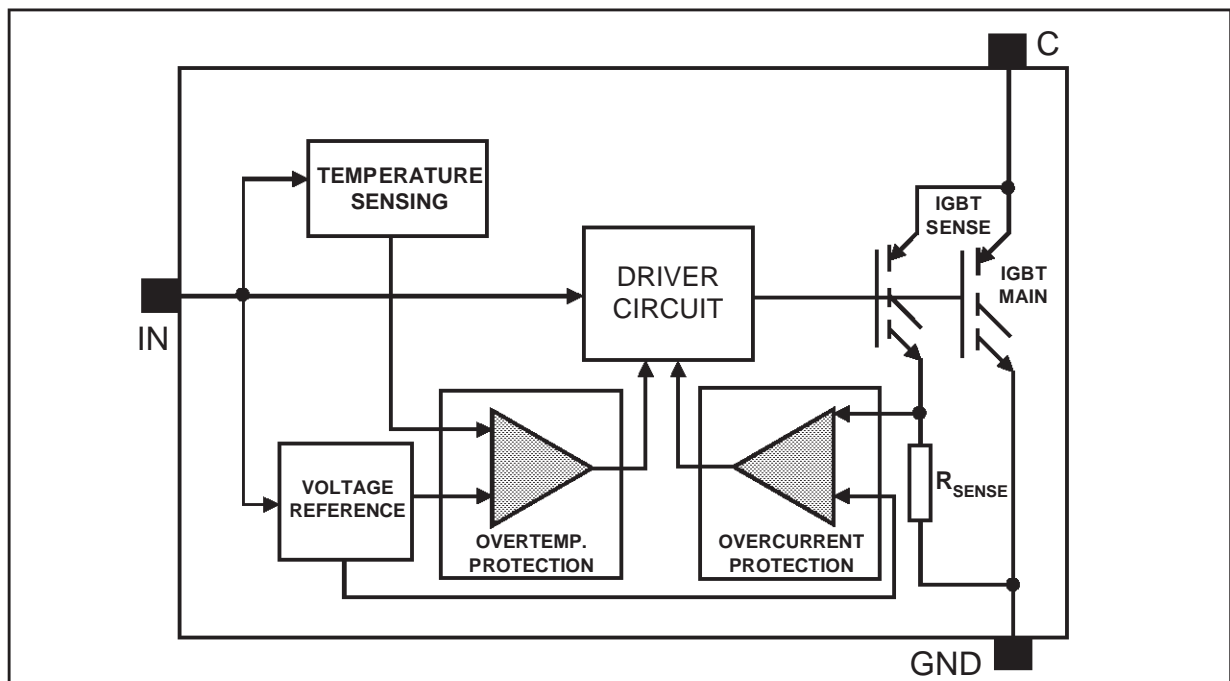 C
TEMPERATURE
SENSING
IGBT
SENSE
IGBT
MAIN
DRIVER
CIRCUIT
IN
VOLTAGE
REFERENCE
OVERTEMP.
PROTECTION
OVERCURRENT
PROTECTION
RSENSE
GND